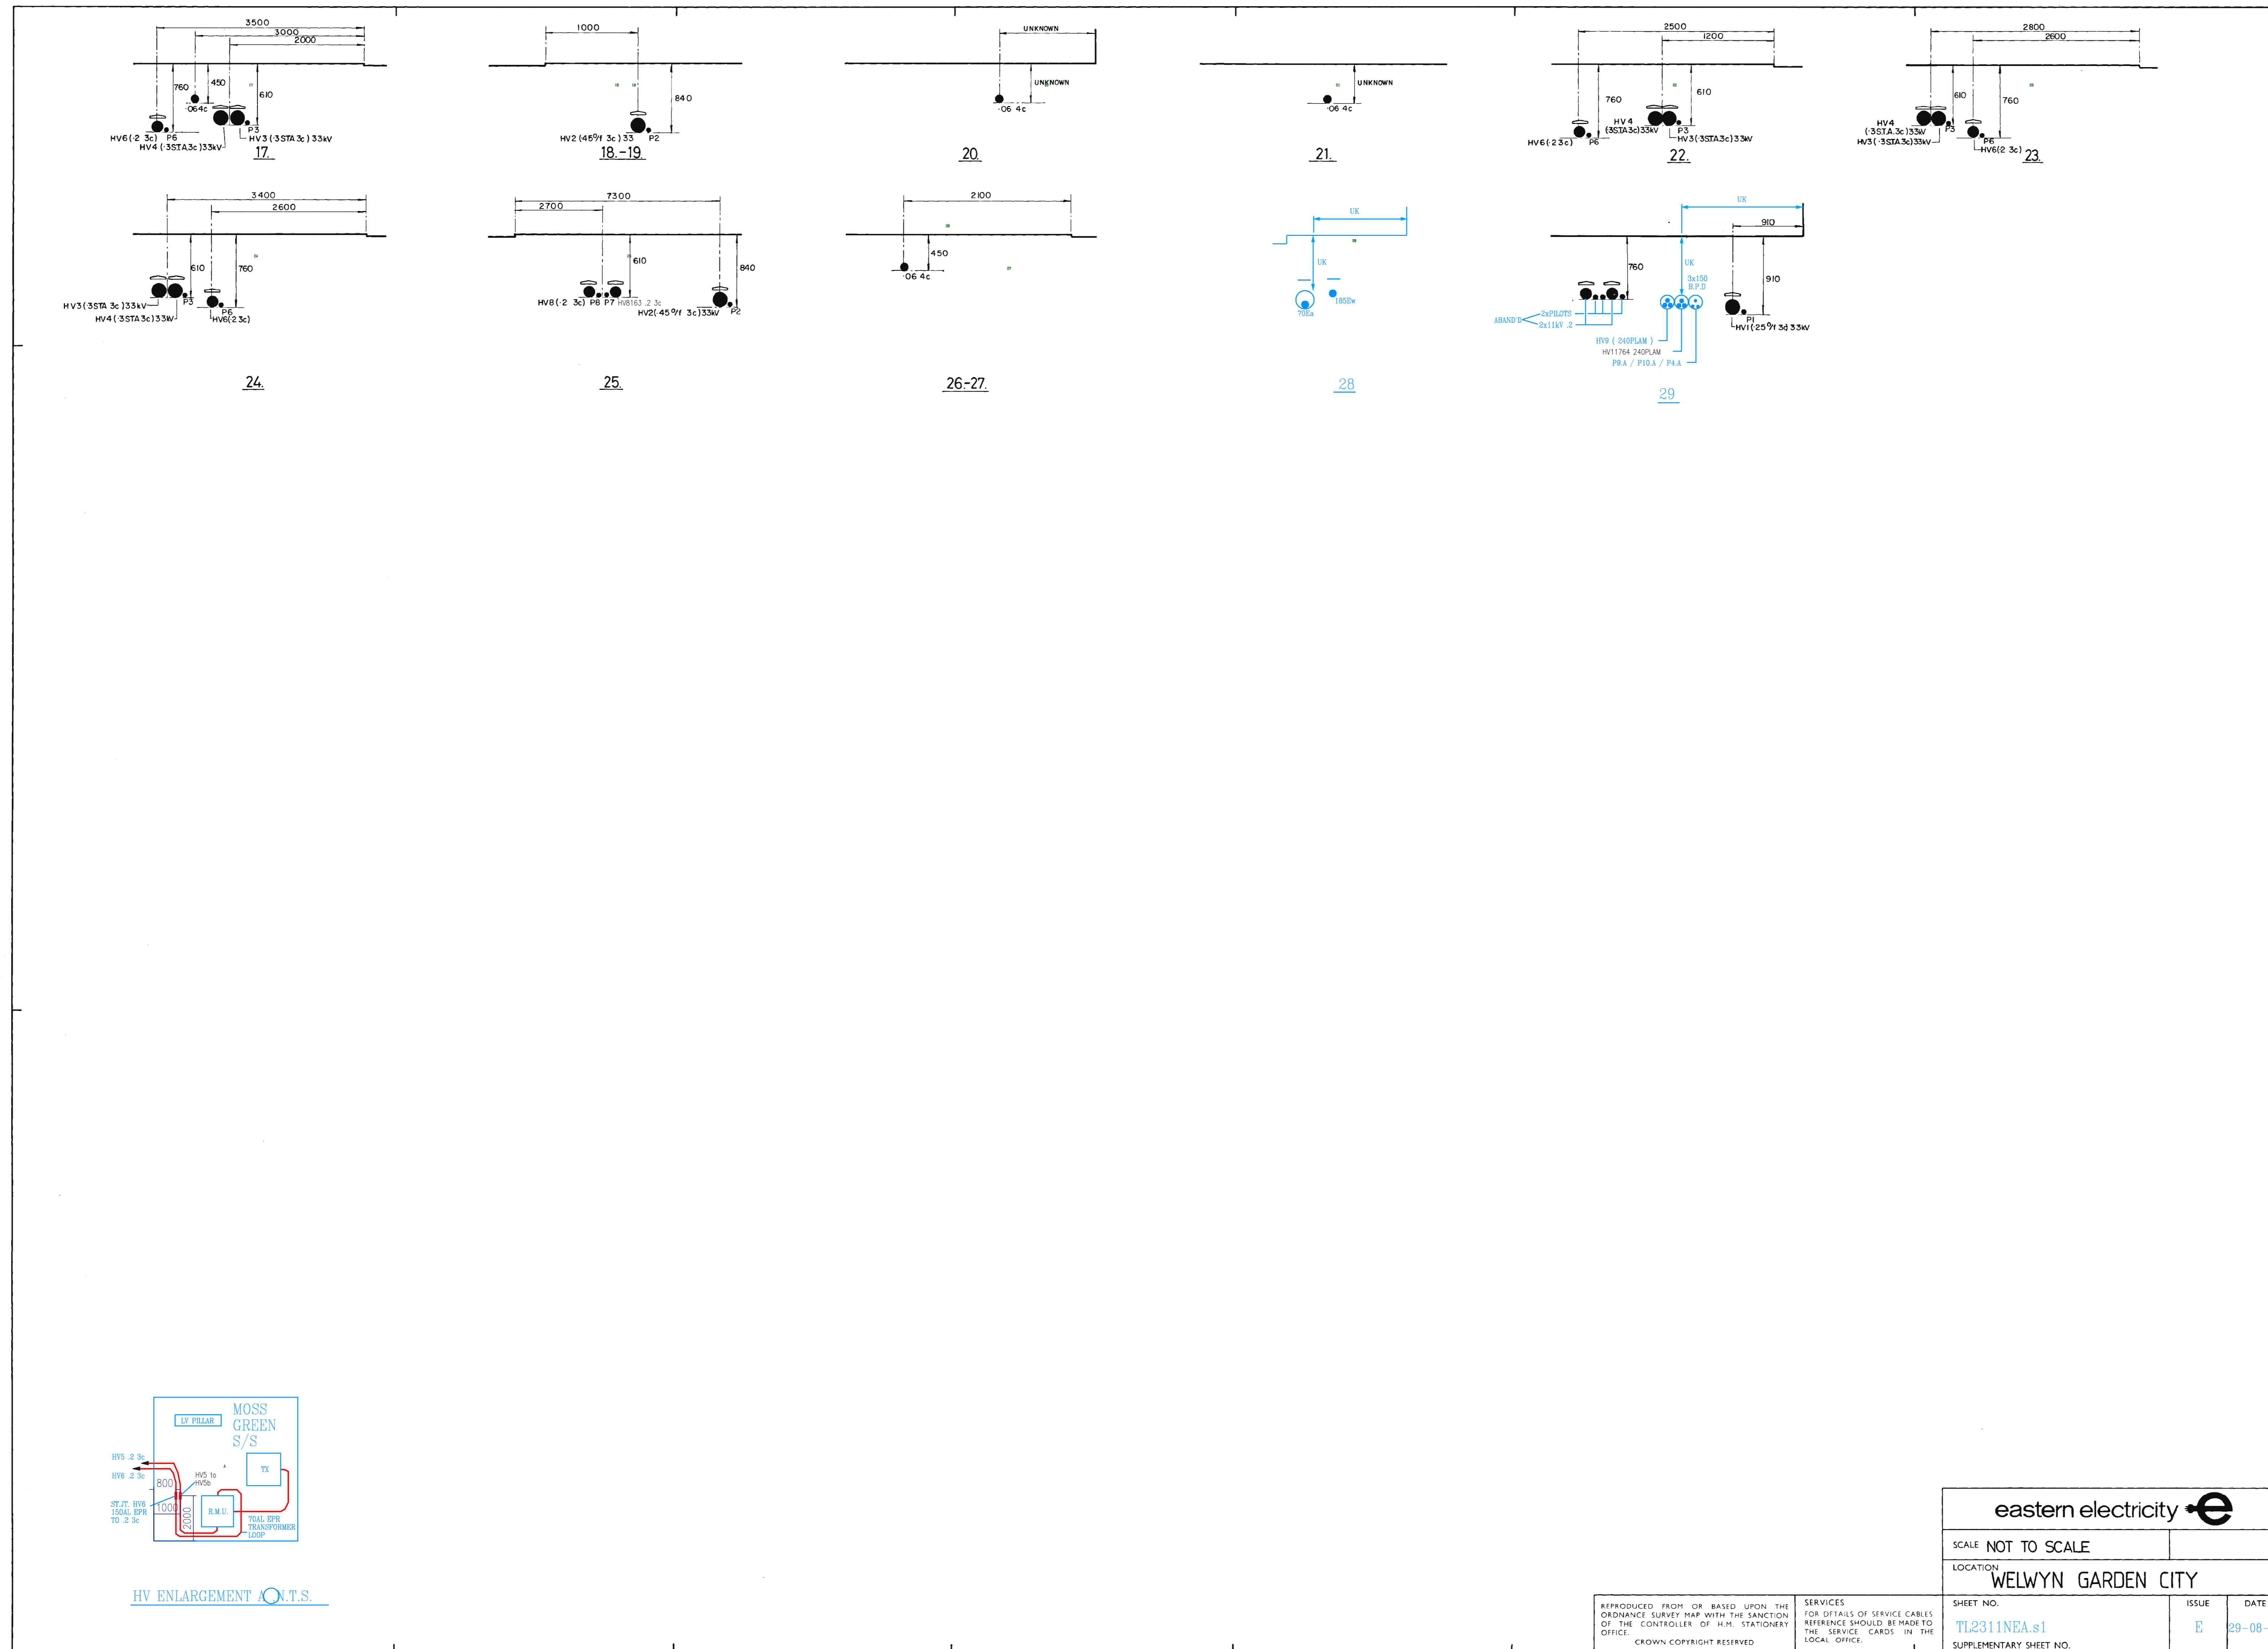 3500
3000
2000
760
450
610
·064c
HV6(·2 3c) P6
P3
HV3(·3STA3c)33kV
HV4(·3STA3c)33kV
17.
1000
840
HV2(45º/f 3c)33 P2
18.-19.
UNKNOWN
UNKNOWN
·06 4c
20.
UNKNOWN
·06 4c
21.
2500
1200
760
610
HV4
(3STA3c)33kV
P3
HV3(·3STA3c)33kV
HV6(·23c) P6
22.
2800
2600
610
760
HV4
(·3S.T.A.3c)33kV
P3
HV3(·3STA3c)33kV
P6
HV6(2 3c)
23.
3400
2600
610
760
HV3(·3STA 3c)33kV
P3
HV4(·3STA3c)33kV
P6
HV6(23c)
24.
7300
2700
610
840
HV8(·2 3c) P8 P7 HV8163 .2 3c
HV2(·45º/f 3c)33kV P2
25.
2100
450
·06 4c
26.-27.
UK
UK
70Ea
185Ew
28
UK
910
760
UK
3x150
B.P.D
910
ABAND'D
2xPILOTS
2x11kV .2
P1
HV1(·25º/f 3c)33kV
HV9 ( 240PLAM )
HV11764 240PLAM
P9.A / P10.A / P4.A
29
MOSS
GREEN
S/S
LV PILLAR
TX
HV5 .2 3c
HV6 .2 3c
HV5 to
HV5b
800
1000
2000
ST.JT. HV6
150AL EPR
TO .2 3c
R.M.U.
70AL EPR
TRANSFORMER
LOOP
A
HV ENLARGEMENT A N.T.S.
eastern electricity e
SCALE NOT TO SCALE
LOCATION
WELWYN GARDEN CITY
REPRODUCED FROM OR BASED UPON THE
ORDNANCE SURVEY MAP WITH THE SANCTION
OF THE CONTROLLER OF H.M. STATIONERY
OFFICE.
CROWN COPYRIGHT RESERVED
SERVICES
FOR DETAILS OF SERVICE CABLES
REFERENCE SHOULD BE MADE TO
THE SERVICE CARDS IN THE
LOCAL OFFICE.
SHEET NO.
TL2311NEA.s1
ISSUE
E
DATE
29-08-
SUPPLEMENTARY SHEET NO.